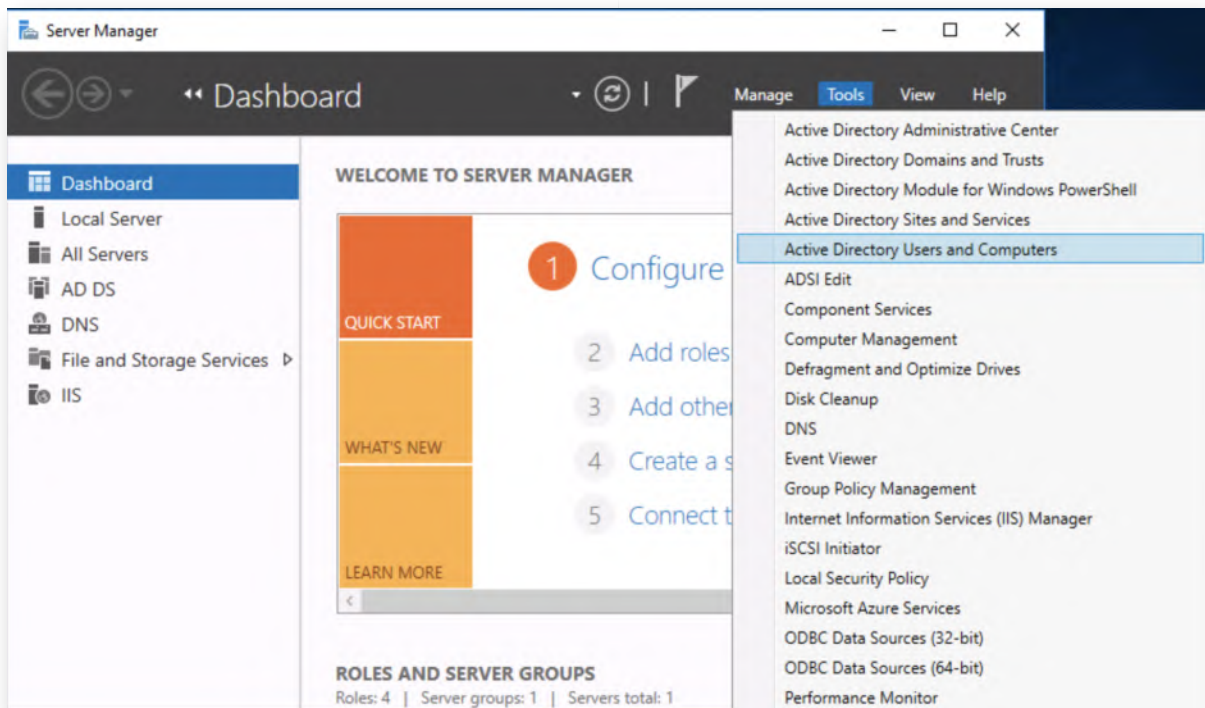 Server Manager
Dashboard
Manage Tools View Help
Dashboard
Local Server
All Servers
AD DS
DNS
File and Storage Services
IIS
WELCOME TO SERVER MANAGER
QUICK START
WHAT'S NEW
LEARN MORE
1 Configure
2 Add roles
3 Add other
4 Create a s
5 Connect t
ROLES AND SERVER GROUPS
Roles: 4 | Server groups: 1 | Servers total: 1
Active Directory Administrative Center
Active Directory Domains and Trusts
Active Directory Module for Windows PowerShell
Active Directory Sites and Services
Active Directory Users and Computers
ADSI Edit
Component Services
Computer Management
Defragment and Optimize Drives
Disk Cleanup
DNS
Event Viewer
Group Policy Management
Internet Information Services (IIS) Manager
iSCSI Initiator
Local Security Policy
Microsoft Azure Services
ODBC Data Sources (32-bit)
ODBC Data Sources (64-bit)
Performance Monitor